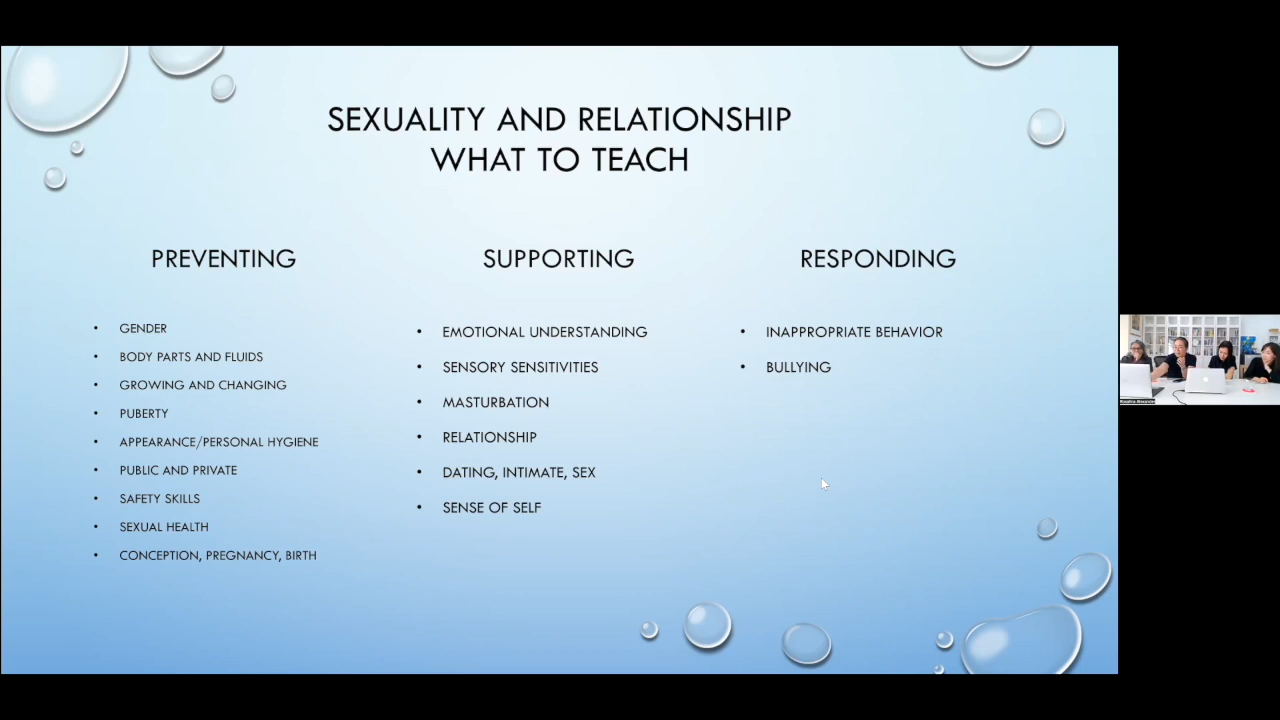 SEXUALITY AND RELATIONSHIP
WHAT TO TEACH
PREVENTING
• GENDER
• BODY PARTS AND FLUIDS
• GROWING AND CHANGING
• PUBERTY
• APPEARANCE/PERSONAL HYGIENE
• PUBLIC AND PRIVATE
• SAFETY SKILLS
• SEXUAL HEALTH
• CONCEPTION, PREGNANCY, BIRTH
SUPPORTING
• EMOTIONAL UNDERSTANDING
• SENSORY SENSITIVITIES
• MASTURBATION
• RELATIONSHIP
• DATING, INTIMATE, SEX
• SENSE OF SELF
RESPONDING
• INAPPROPRIATE BEHAVIOR
• BULLYING